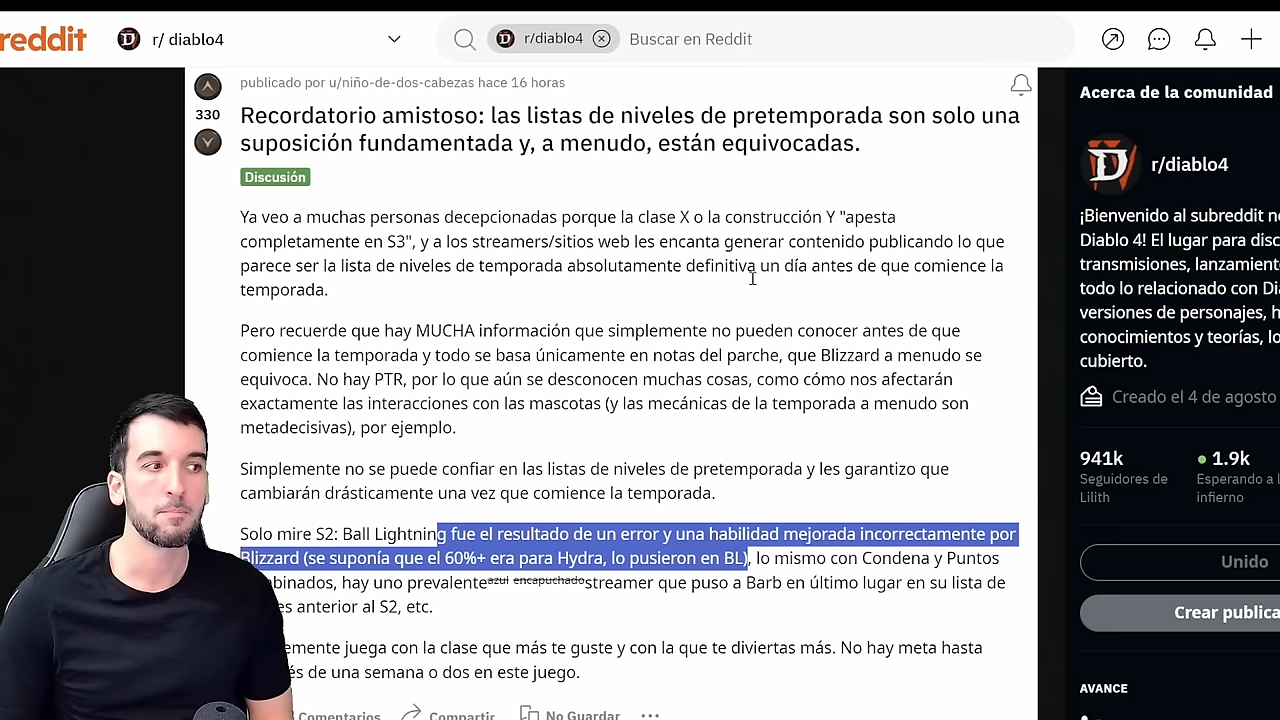 reddit
r/ diablo4
r/diablo4
Buscar en Reddit
publicado por u/niño-de-dos-cabezas hace 16 horas
330
Recordatorio amistoso: las listas de niveles de pretemporada son solo una
suposición fundamentada y, a menudo, están equivocadas.
Discusión
Ya veo a muchas personas decepcionadas porque la clase X o la construcción Y "apesta
completamente en S3", y a los streamers/sitios web les encanta generar contenido publicando lo que
parece ser la lista de niveles de temporada absolutamente definitiva un día antes de que comience la
temporada.
Pero recuerde que hay MUCHA información que simplemente no pueden conocer antes de que
comience la temporada y todo se basa únicamente en notas del parche, que Blizzard a menudo se
equivoca. No hay PTR, por lo que aún se desconocen muchas cosas, como cómo nos afectarán
exactamente las interacciones con las mascotas (y las mecánicas de la temporada a menudo son
metadecisivas), por ejemplo.
Simplemente no se puede confiar en las listas de niveles de pretemporada y les garantizo que
cambiarán drásticamente una vez que comience la temporada.
Solo mire S2: Ball Lightning fue el resultado de un error y una habilidad mejorada incorrectamente por
Blizzard (se suponía que el 60%+ era para Hydra, lo pusieron en BL), lo mismo con Condena y Puntos
binados, hay uno prevalente azul encapuchado streamer que puso a Barb en último lugar en su lista de
es anterior al S2, etc.
emente juega con la clase que más te guste y con la que te diviertas más. No hay meta hasta
és de una semana o dos en este juego.
Comentarios
Compartir
No Guardar
Acerca de la comunidad
r/diablo4
¡Bienvenido al subreddit n
Diablo 4! El lugar para disc
transmisiones, lanzamient
todo lo relacionado con Di
versiones de personajes, h
conocimientos y teorías, lo
cubierto.
Creado el 4 de agosto
941k
Seguidores de
Lilith
1.9k
Esperando a
infierno
Unido
Crear publica
AVANCE